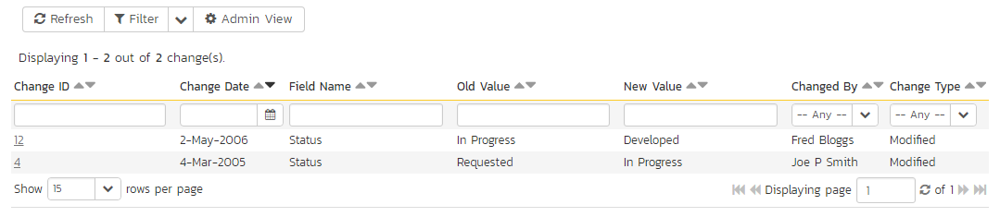 Refresh Filter Admin View
Displaying 1 - 2 out of 2 change(s).
Change ID Change Date Field Name Old Value New Value Changed By Change Type
-- Any -- -- Any --
12 2-May-2006 Status In Progress Developed Fred Bloggs Modified
4 4-Mar-2005 Status Requested In Progress Joe P Smith Modified
Show 15 rows per page Displaying page 1 of 1